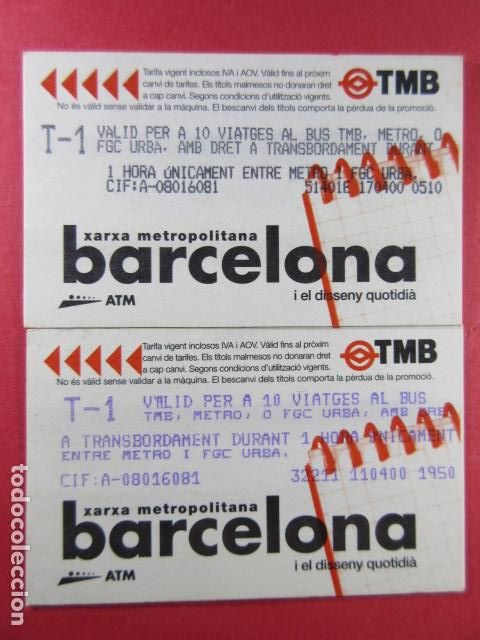 Tarifa vigent inclosos IVA i AOV. Vàlid fins al pròxim
canvi de tarifes. Els títols malmesos no donaran dret
a cap canvi. Segons condicions d'utilització vigents.
No és vàlid sense validar a la màquina. El bescanvi dels títols comporta la pèrdua de la promoció.
TMB
T-1 VALID PER A 10 VIATGES AL BUS TMB, METRO, O
FGC URBA, AMB DRET A TRANSBORDAMENT DURANT
1 HORA ÚNICAMENT ENTRE METRO I FGC URBA.
CIF:A-08016081 51401E 170400 0510
xarxa metropolitana
barcelona
i el disseny quotidià
ATM
Tarifa vigent inclosos IVA i AOV. Vàlid fins al pròxim
canvi de tarifes. Els títols malmesos no donaran dret
a cap canvi. Segons condicions d'utilització vigents.
No és vàlid sense validar a la màquina. El bescanvi dels títols comporta la pèrdua de la promoció.
TMB
T-1 VALID PER A 10 VIATGES AL BUS
TMB, METRO, O FGC URBA, AMB DRE
A TRANSBORDAMENT DURANT 1 HORA UNICAMENT
ENTRE METRO I FGC URBA.
CIF:A-08016081 32211 110400 1950
xarxa metropolitana
barcelona
i el disseny quotidià
ATM
todocoleccion.net